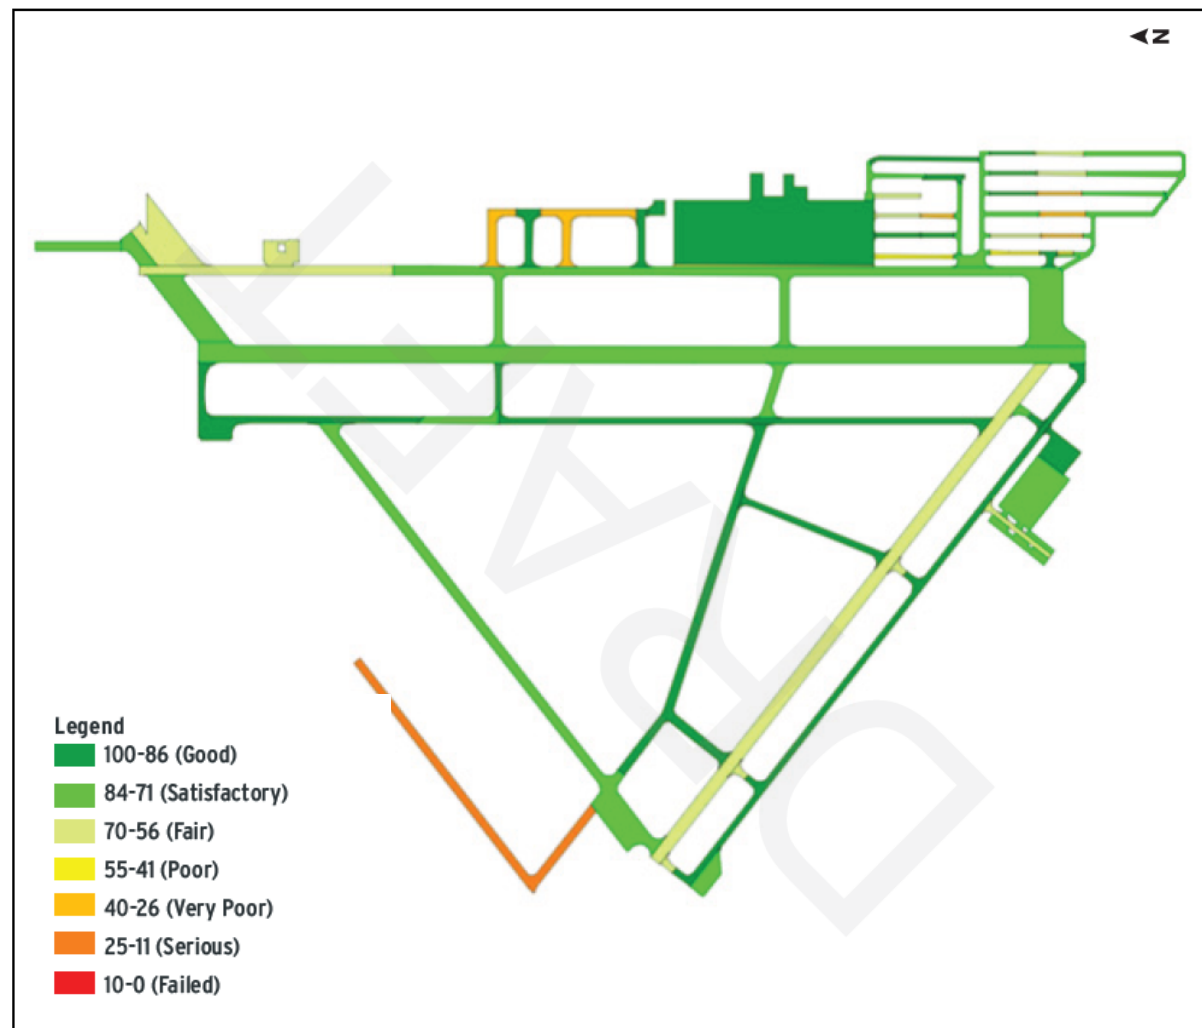 N
DRAFT
Legend
100-86 (Good)
84-71 (Satisfactory)
70-56 (Fair)
55-41 (Poor)
40-26 (Very Poor)
25-11 (Serious)
10-0 (Failed)